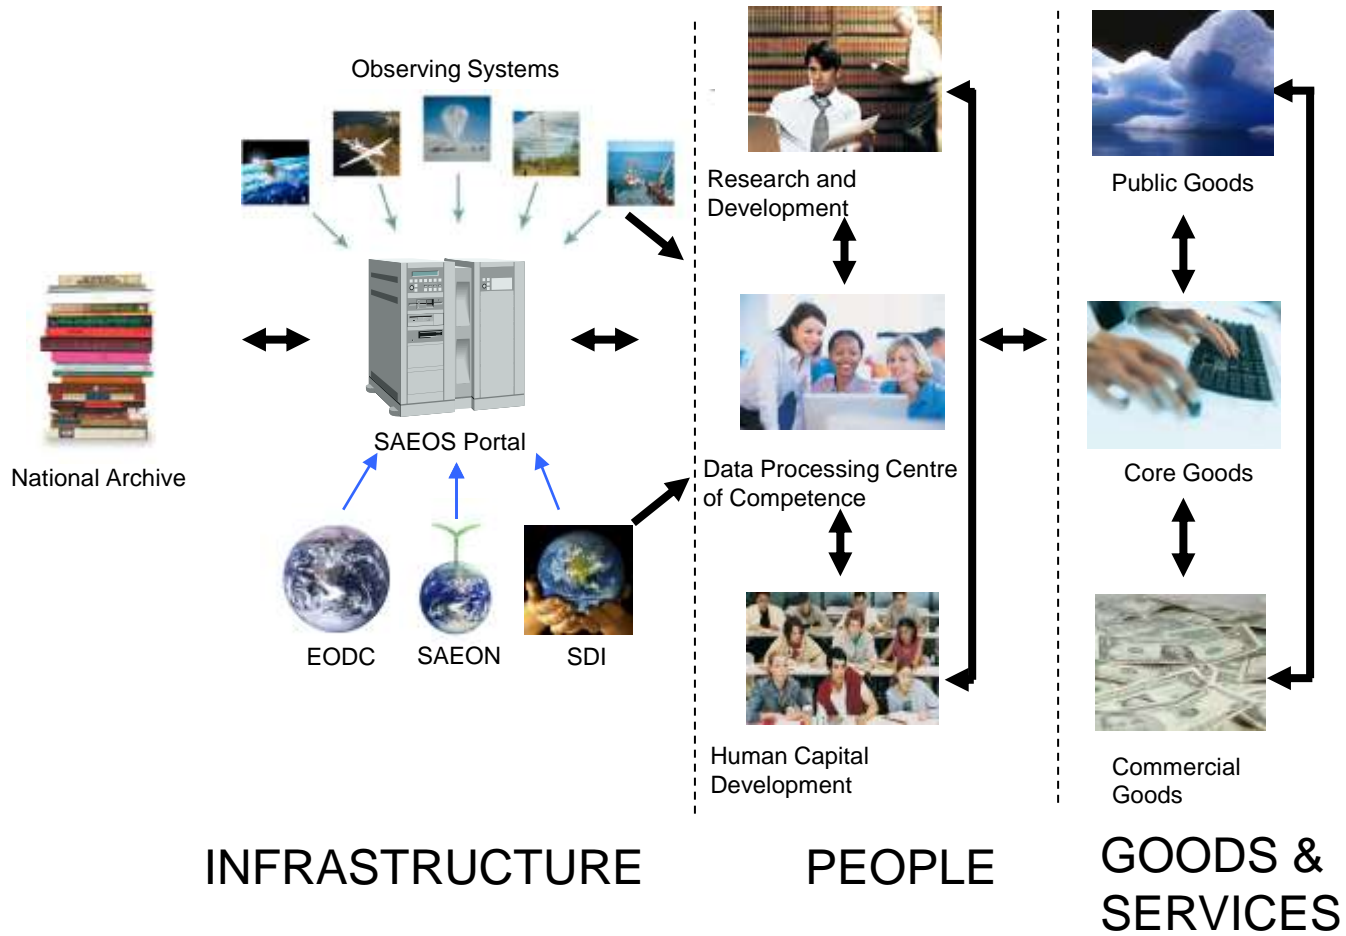 Observing Systems
National Archive
SAEOS Portal
EODC
SAEON
SDI
Research and
Development
Data Processing Centre
of Competence
Human Capital
Development
Public Goods
Core Goods
Commercial
Goods
INFRASTRUCTURE
PEOPLE
GOODS &
SERVICES